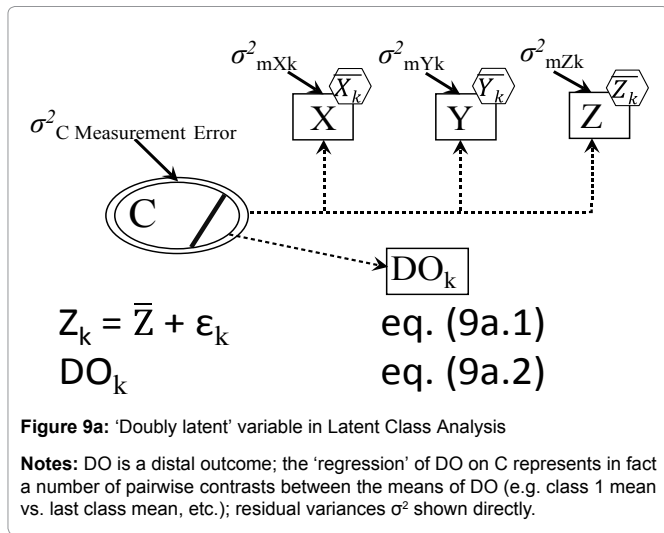 σ²mXk σ²mYk σ²mZk
X̄k Ȳk Z̄k
X Y Z
σ²C Measurement Error
C
DOk
Zk = Z̄ + εk eq. (9a.1)
DOk eq. (9a.2)
Figure 9a: ‘Doubly latent’ variable in Latent Class Analysis
Notes: DO is a distal outcome; the ‘regression’ of DO on C represents in fact
a number of pairwise contrasts between the means of DO (e.g. class 1 mean
vs. last class mean, etc.); residual variances σ² shown directly.